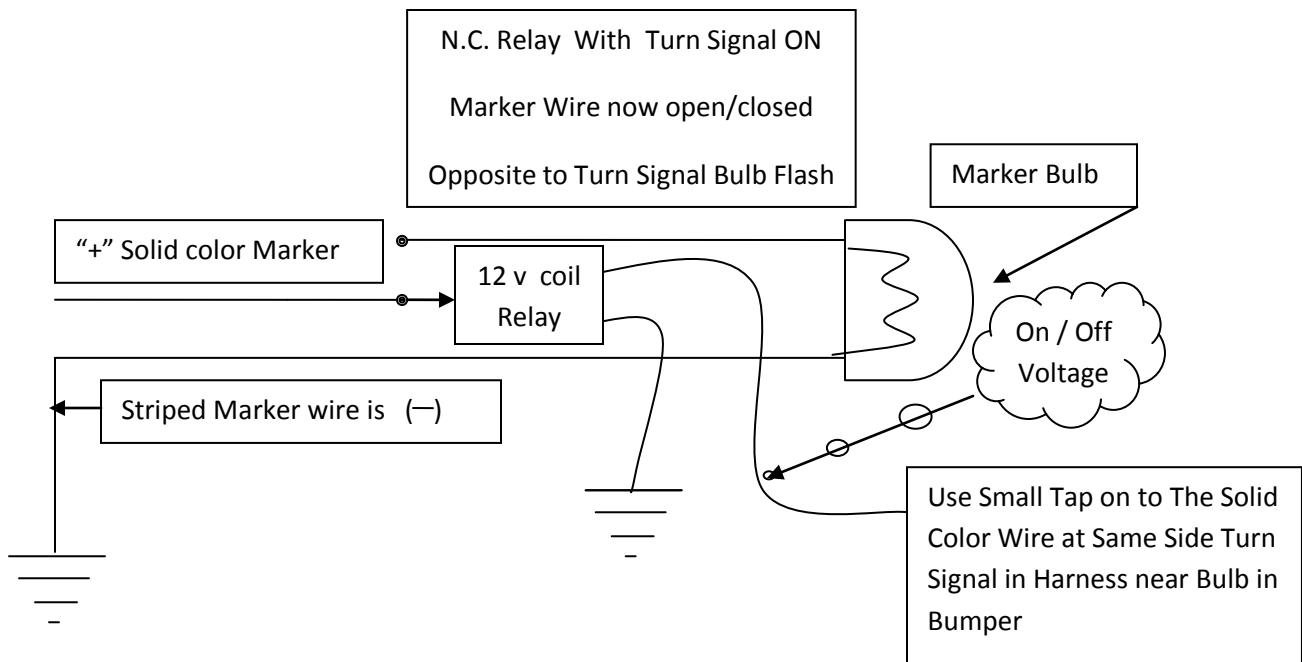 N.C. Relay With Turn Signal ON
Marker Wire now open/closed
Opposite to Turn Signal Bulb Flash
Marker Bulb
“+” Solid color Marker
12 v coil
Relay
On / Off
Voltage
Striped Marker wire is (—)
Use Small Tap on to The Solid
Color Wire at Same Side Turn
Signal in Harness near Bulb in
Bumper